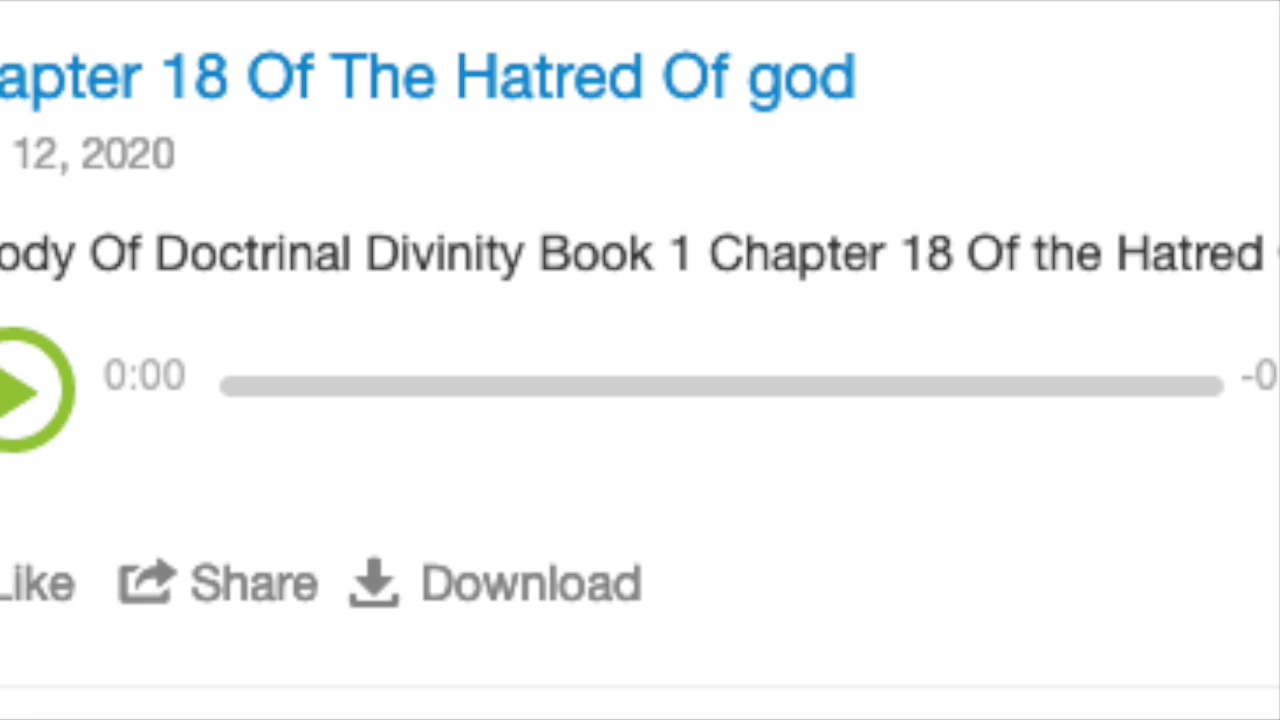 apter 18 Of The Hatred Of god
12, 2020
ody Of Doctrinal Divinity Book 1 Chapter 18 Of the Hatred
0:00 -0
Like Share Download